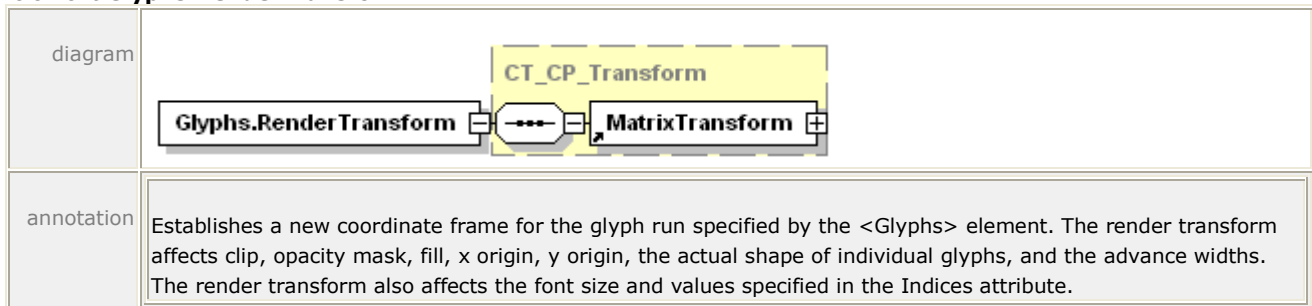 diagram
CT_CP_Transform
Glyphs.RenderTransform
MatrixTransform
annotation
Establishes a new coordinate frame for the glyph run specified by the <Glyphs> element. The render transform
affects clip, opacity mask, fill, x origin, y origin, the actual shape of individual glyphs, and the advance widths.
The render transform also affects the font size and values specified in the Indices attribute.